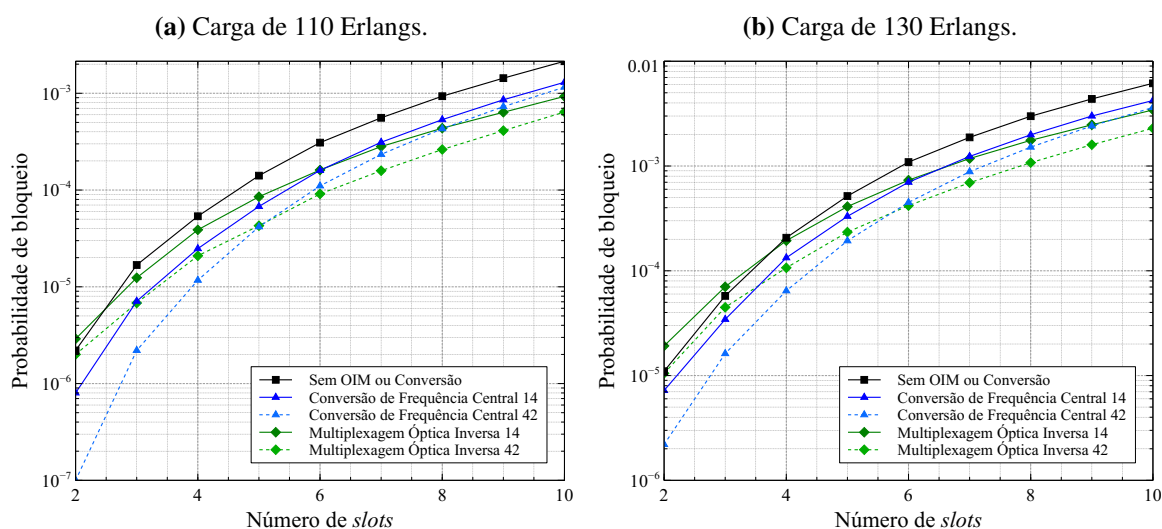 (a) Carga de 110 Erlangs.
Probabilidade de bloqueio
10⁻³
10⁻⁴
10⁻⁵
10⁻⁶
10⁻⁷
Sem OIM ou Conversão
Conversão de Frequência Central 14
Conversão de Frequência Central 42
Multiplexagem Óptica Inversa 14
Multiplexagem Óptica Inversa 42
2 4 6 8 10
Número de slots
(b) Carga de 130 Erlangs.
Probabilidade de bloqueio
0.01
10⁻³
10⁻⁴
10⁻⁵
10⁻⁶
Sem OIM ou Conversão
Conversão de Frequência Central 14
Conversão de Frequência Central 42
Multiplexagem Óptica Inversa 14
Multiplexagem Óptica Inversa 42
2 4 6 8 10
Número de slots